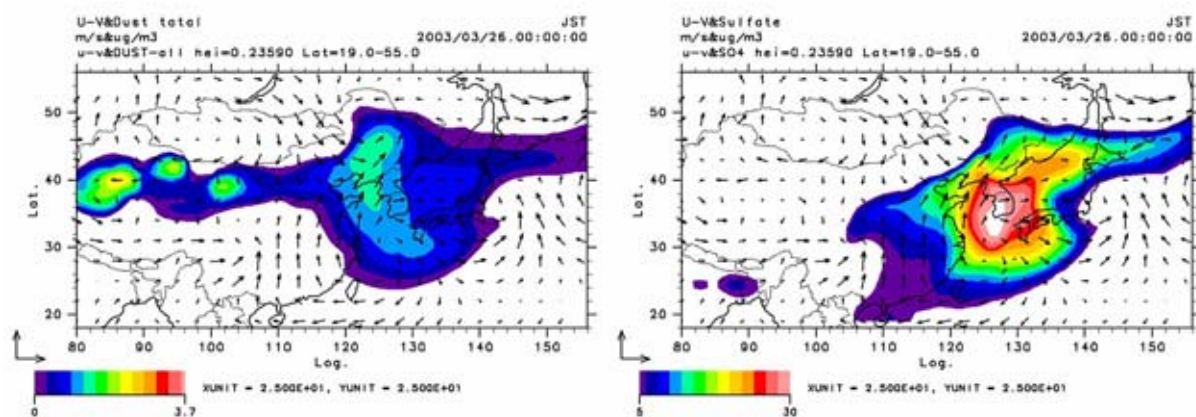 U-V&Dust total
JST
m/s&ug/m3
2003/03/26.00:00:00
u-v&DUST-all hei=0.23590 Lat=19.0-55.0
50
40
30
20
Lat.
80 90 100 110 120 130 140 150
Log.
XUNIT = 2.500E+01, YUNIT = 2.500E+01
0 3.7
U-V&Sulfate
JST
m/s&ug/m3
2003/03/26.00:00:00
u-v&SO4 hei=0.23590 Lat=19.0-55.0
50
40
30
20
Lat.
80 90 100 110 120 130 140 150
Log.
XUNIT = 2.500E+01, YUNIT = 2.500E+01
5 30